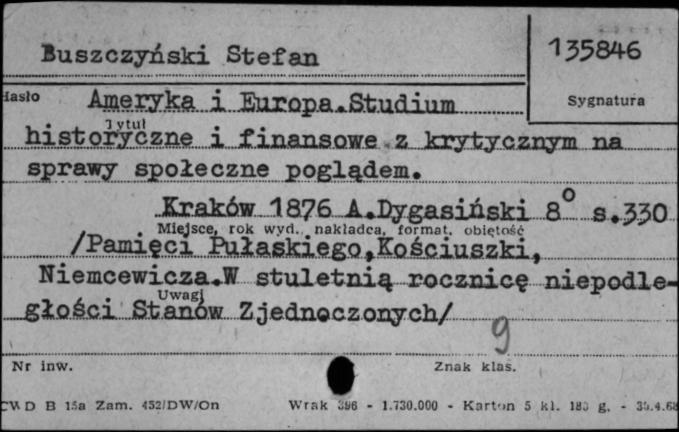 Buszczyński Stefan
135846
Hasło
Ameryka i Europa. Studium
Sygnatura
Tytuł
historyczne i finansowe z krytycznym na
sprawy społeczne poglądem.
Kraków 1876 A.Dygasiński 8° s.330
Miejsce, rok wyd., nakładca, format, objętość
/Pamięci Pułaskiego,Kościuszki,
Niemcewicza.W stuletnią rocznicę niepodle-
Uwagi
głości Stanów Zjednoczonych/
9
Nr inw.
Znak klas.
CWD B 15a Zam. 452/DW/On
Wrak 396 - 1.730.000 - Karton 5 kl. 180 g. -